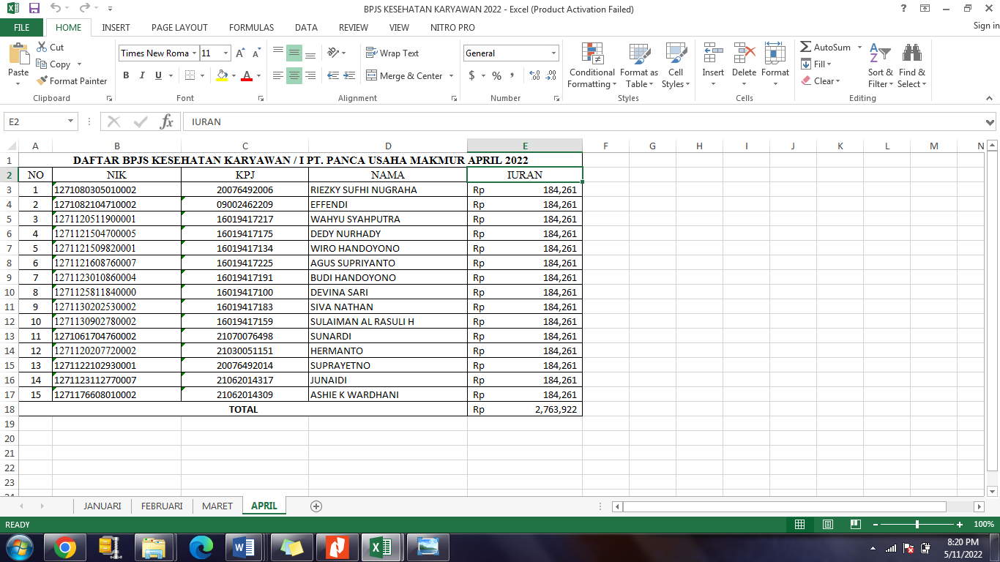 BPJS KESEHATAN KARYAWAN 2022 - Excel (Product Activation Failed)
FILE HOME INSERT PAGE LAYOUT FORMULAS DATA REVIEW VIEW NITRO PRO Sign in
Cut
Copy
Format Painter
Paste
Clipboard
Times New Roma 11
B I U
Font
Wrap Text
Merge & Center
Alignment
General
$ % ,
Number
Conditional Formatting
Format as Table
Cell Styles
Styles
Insert Delete Format
Cells
AutoSum
Fill
Clear
Sort & Filter
Find & Select
Editing
E2 fx IURAN
A B C D E F G H I J K L M N
1 DAFTAR BPJS KESEHATAN KARYAWAN / I PT. PANCA USAHA MAKMUR APRIL 2022
2 NO NIK KPJ NAMA IURAN
3 1 1271080305010002 20076492006 RIEZKY SUFHI NUGRAHA Rp 184,261
4 2 1271082104710002 09002462209 EFFENDI Rp 184,261
5 3 1271120511900001 16019417217 WAHYU SYAHPUTRA Rp 184,261
6 4 1271121504700005 16019417175 DEDY NURHADY Rp 184,261
7 5 1271121509820001 16019417134 WIRO HANDOYONO Rp 184,261
8 6 1271121608760007 16019417225 AGUS SUPRIYANTO Rp 184,261
9 7 1271123010860004 16019417191 BUDI HANDOYONO Rp 184,261
10 8 1271125811840000 16019417100 DEVINA SARI Rp 184,261
11 9 1271130202530002 16019417183 SIVA NATHAN Rp 184,261
12 10 1271130902780002 16019417159 SULAIMAN AL RASULI H Rp 184,261
13 11 1271061704760002 21070076498 SUNARDI Rp 184,261
14 12 1271120207720002 21030051151 HERMANTO Rp 184,261
15 13 1271122102930001 20076492014 SUPRAYETNO Rp 184,261
16 14 1271123112770007 21062014317 JUNAIDI Rp 184,261
17 15 1271176608010002 21062014309 ASHIE K WARDHANI Rp 184,261
18 TOTAL Rp 2,763,922
19
20
21
22
23
JANUARI FEBRUARI MARET APRIL
READY 100%
8:20 PM
5/11/2022